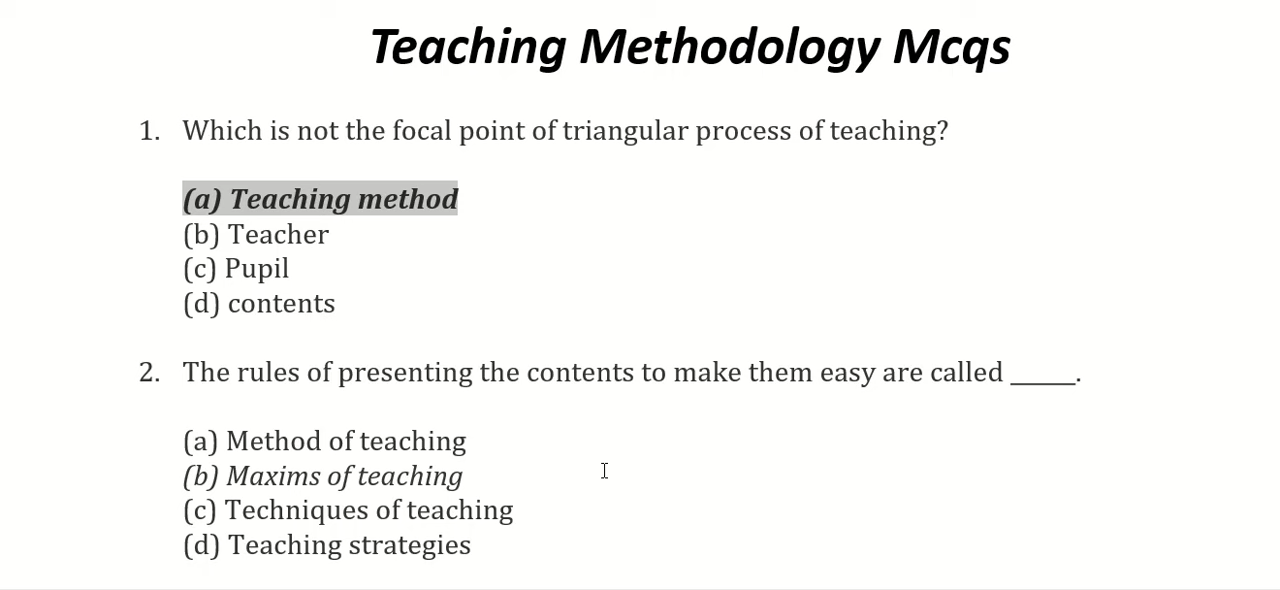 Teaching Methodology Mcqs
1. Which is not the focal point of triangular process of teaching?
(a) Teaching method
(b) Teacher
(c) Pupil
(d) contents
2. The rules of presenting the contents to make them easy are called _____.
(a) Method of teaching
(b) Maxims of teaching
(c) Techniques of teaching
(d) Teaching strategies